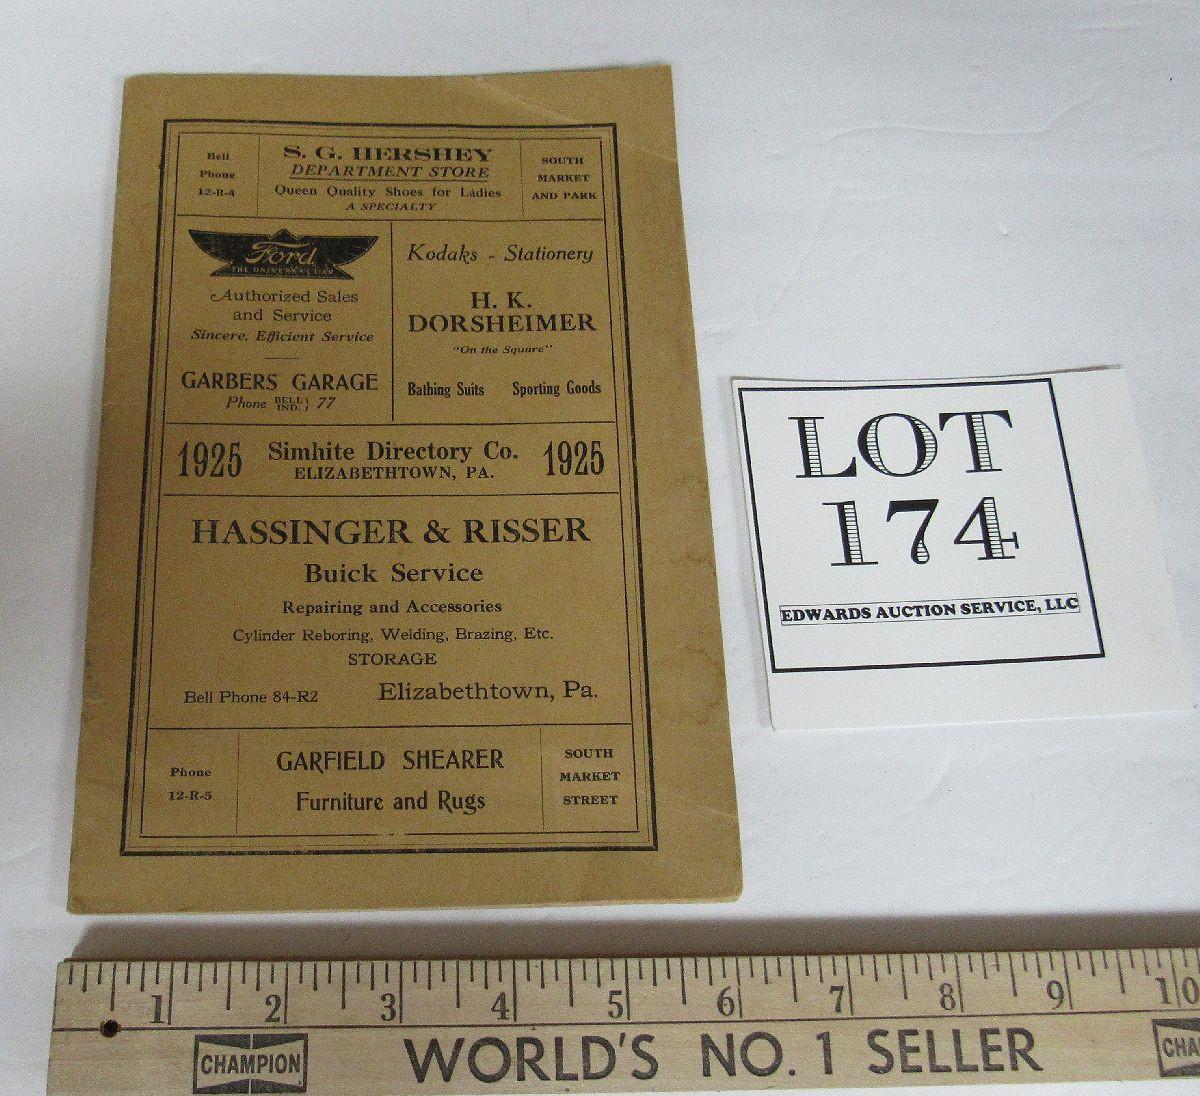 Bell
Phone
12-R-4
S. G. HERSHEY
DEPARTMENT STORE
Queen Quality Shoes for Ladies
A SPECIALTY
SOUTH
MARKET
AND PARK
Ford
THE UNIVERSAL CAR
Authorized Sales
and Service
Sincere, Efficient Service
GARBERS GARAGE
Phone BELL IND. } 77
Kodaks - Stationery
H. K.
DORSHEIMER
"On the Square"
Bathing Suits Sporting Goods
1925 Simhite Directory Co. 1925
ELIZABETHTOWN, PA.
HASSINGER & RISSER
Buick Service
Repairing and Accessories
Cylinder Reboring, Welding, Brazing, Etc.
STORAGE
Bell Phone 84-R2 Elizabethtown, Pa.
Phone
12-R-5
GARFIELD SHEARER
Furniture and Rugs
SOUTH
MARKET
STREET
LOT
174
EDWARDS AUCTION SERVICE, LLC
1 2 3 4 5 6 7 8 9 10
CHAMPION WORLD'S NO. 1 SELLER CHA